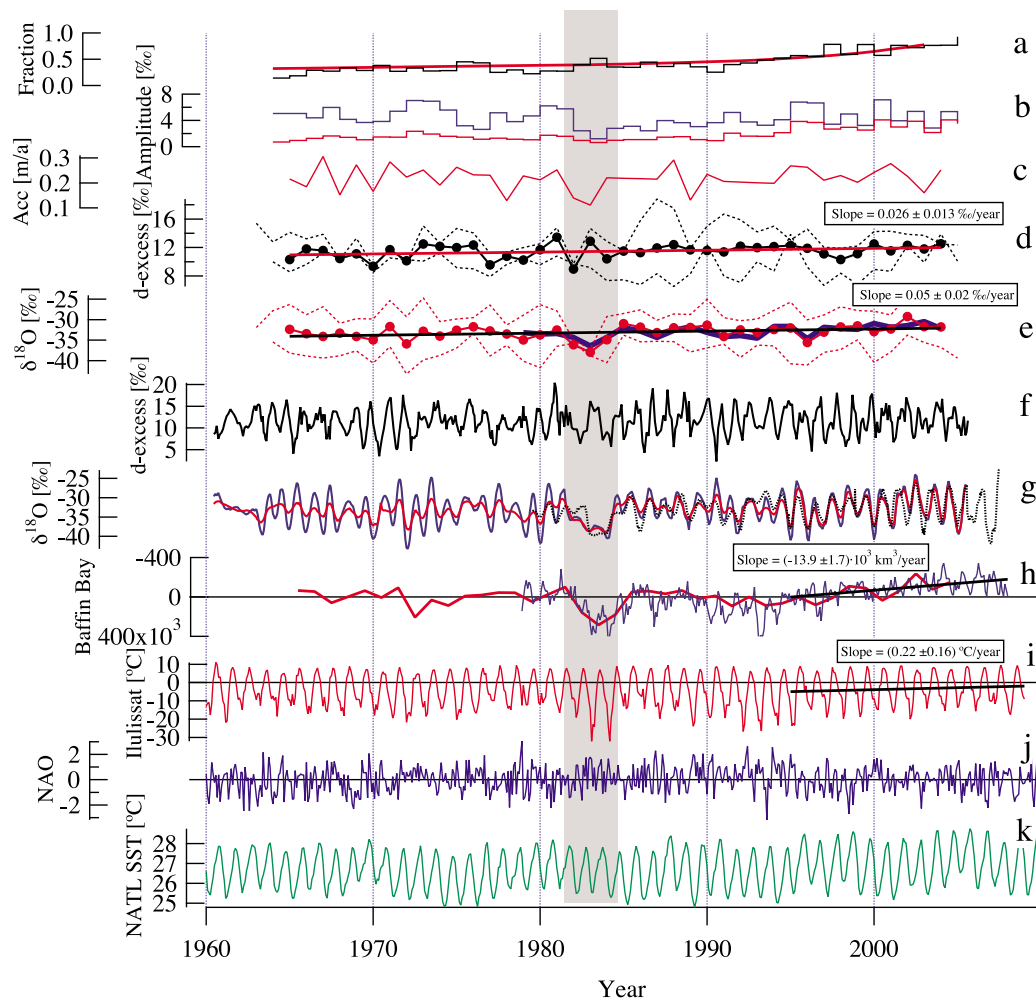 1.0
0.5
0.0
Fraction
a
8
4
0
Amplitude [‰]
b
0.3
0.2
0.1
Acc [m/a]
c
16
12
8
d-excess [‰]
Slope = 0.026 ± 0.013 ‰/year
d
-25
-30
-35
-40
δ¹⁸O [‰]
Slope = 0.05 ± 0.02 ‰/year
e
20
15
10
5
d-excess [‰]
f
-25
-30
-35
-40
δ¹⁸O [‰]
g
-400
0
400x10³
Baffin Bay
Slope = (-13.9 ±1.7)·10³ km³/year
h
10
0
-10
-20
-30
Ilulissat [ºC]
Slope = (0.22 ±0.16) ºC/year
i
2
0
-2
NAO
j
28
27
26
25
NATL SST [ºC]
k
1960 1970 1980 1990 2000
Year